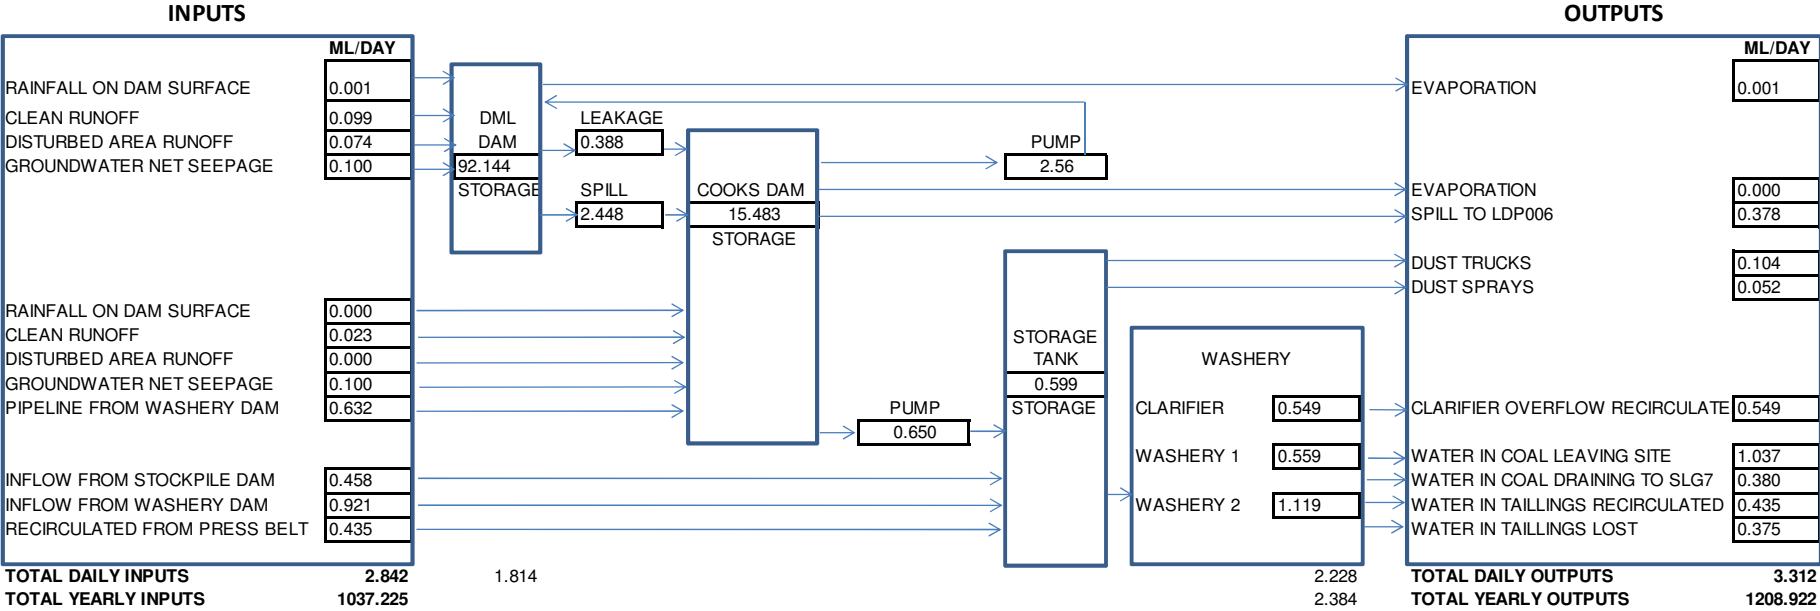 INPUTS OUTPUTS
ML/DAY ML/DAY
RAINFALL ON DAM SURFACE 0.001 EVAPORATION 0.001
CLEAN RUNOFF 0.099 DML LEAKAGE
DISTURBED AREA RUNOFF 0.074 DAM 0.388 PUMP
GROUNDWATER NET SEEPAGE 0.100 92.144 2.56
STORAGE SPILL COOKS DAM EVAPORATION 0.000
2.448 15.483 SPILL TO LDP006 0.378
STORAGE
DUST TRUCKS 0.104
DUST SPRAYS 0.052
RAINFALL ON DAM SURFACE 0.000
CLEAN RUNOFF 0.023 STORAGE
DISTURBED AREA RUNOFF 0.000 TANK WASHERY
GROUNDWATER NET SEEPAGE 0.100 0.599
PIPELINE FROM WASHERY DAM 0.632 PUMP STORAGE CLARIFIER 0.549 CLARIFIER OVERFLOW RECIRCULATE 0.549
0.650
WASHERY 1 0.559 WATER IN COAL LEAVING SITE 1.037
INFLOW FROM STOCKPILE DAM 0.458 WATER IN COAL DRAINING TO SLG7 0.380
INFLOW FROM WASHERY DAM 0.921 WASHERY 2 1.119 WATER IN TAILLINGS RECIRCULATED 0.435
RECIRCULATED FROM PRESS BELT 0.435 WATER IN TAILLINGS LOST 0.375
TOTAL DAILY INPUTS 2.842 1.814 2.228 TOTAL DAILY OUTPUTS 3.312
TOTAL YEARLY INPUTS 1037.225 2.384 TOTAL YEARLY OUTPUTS 1208.922